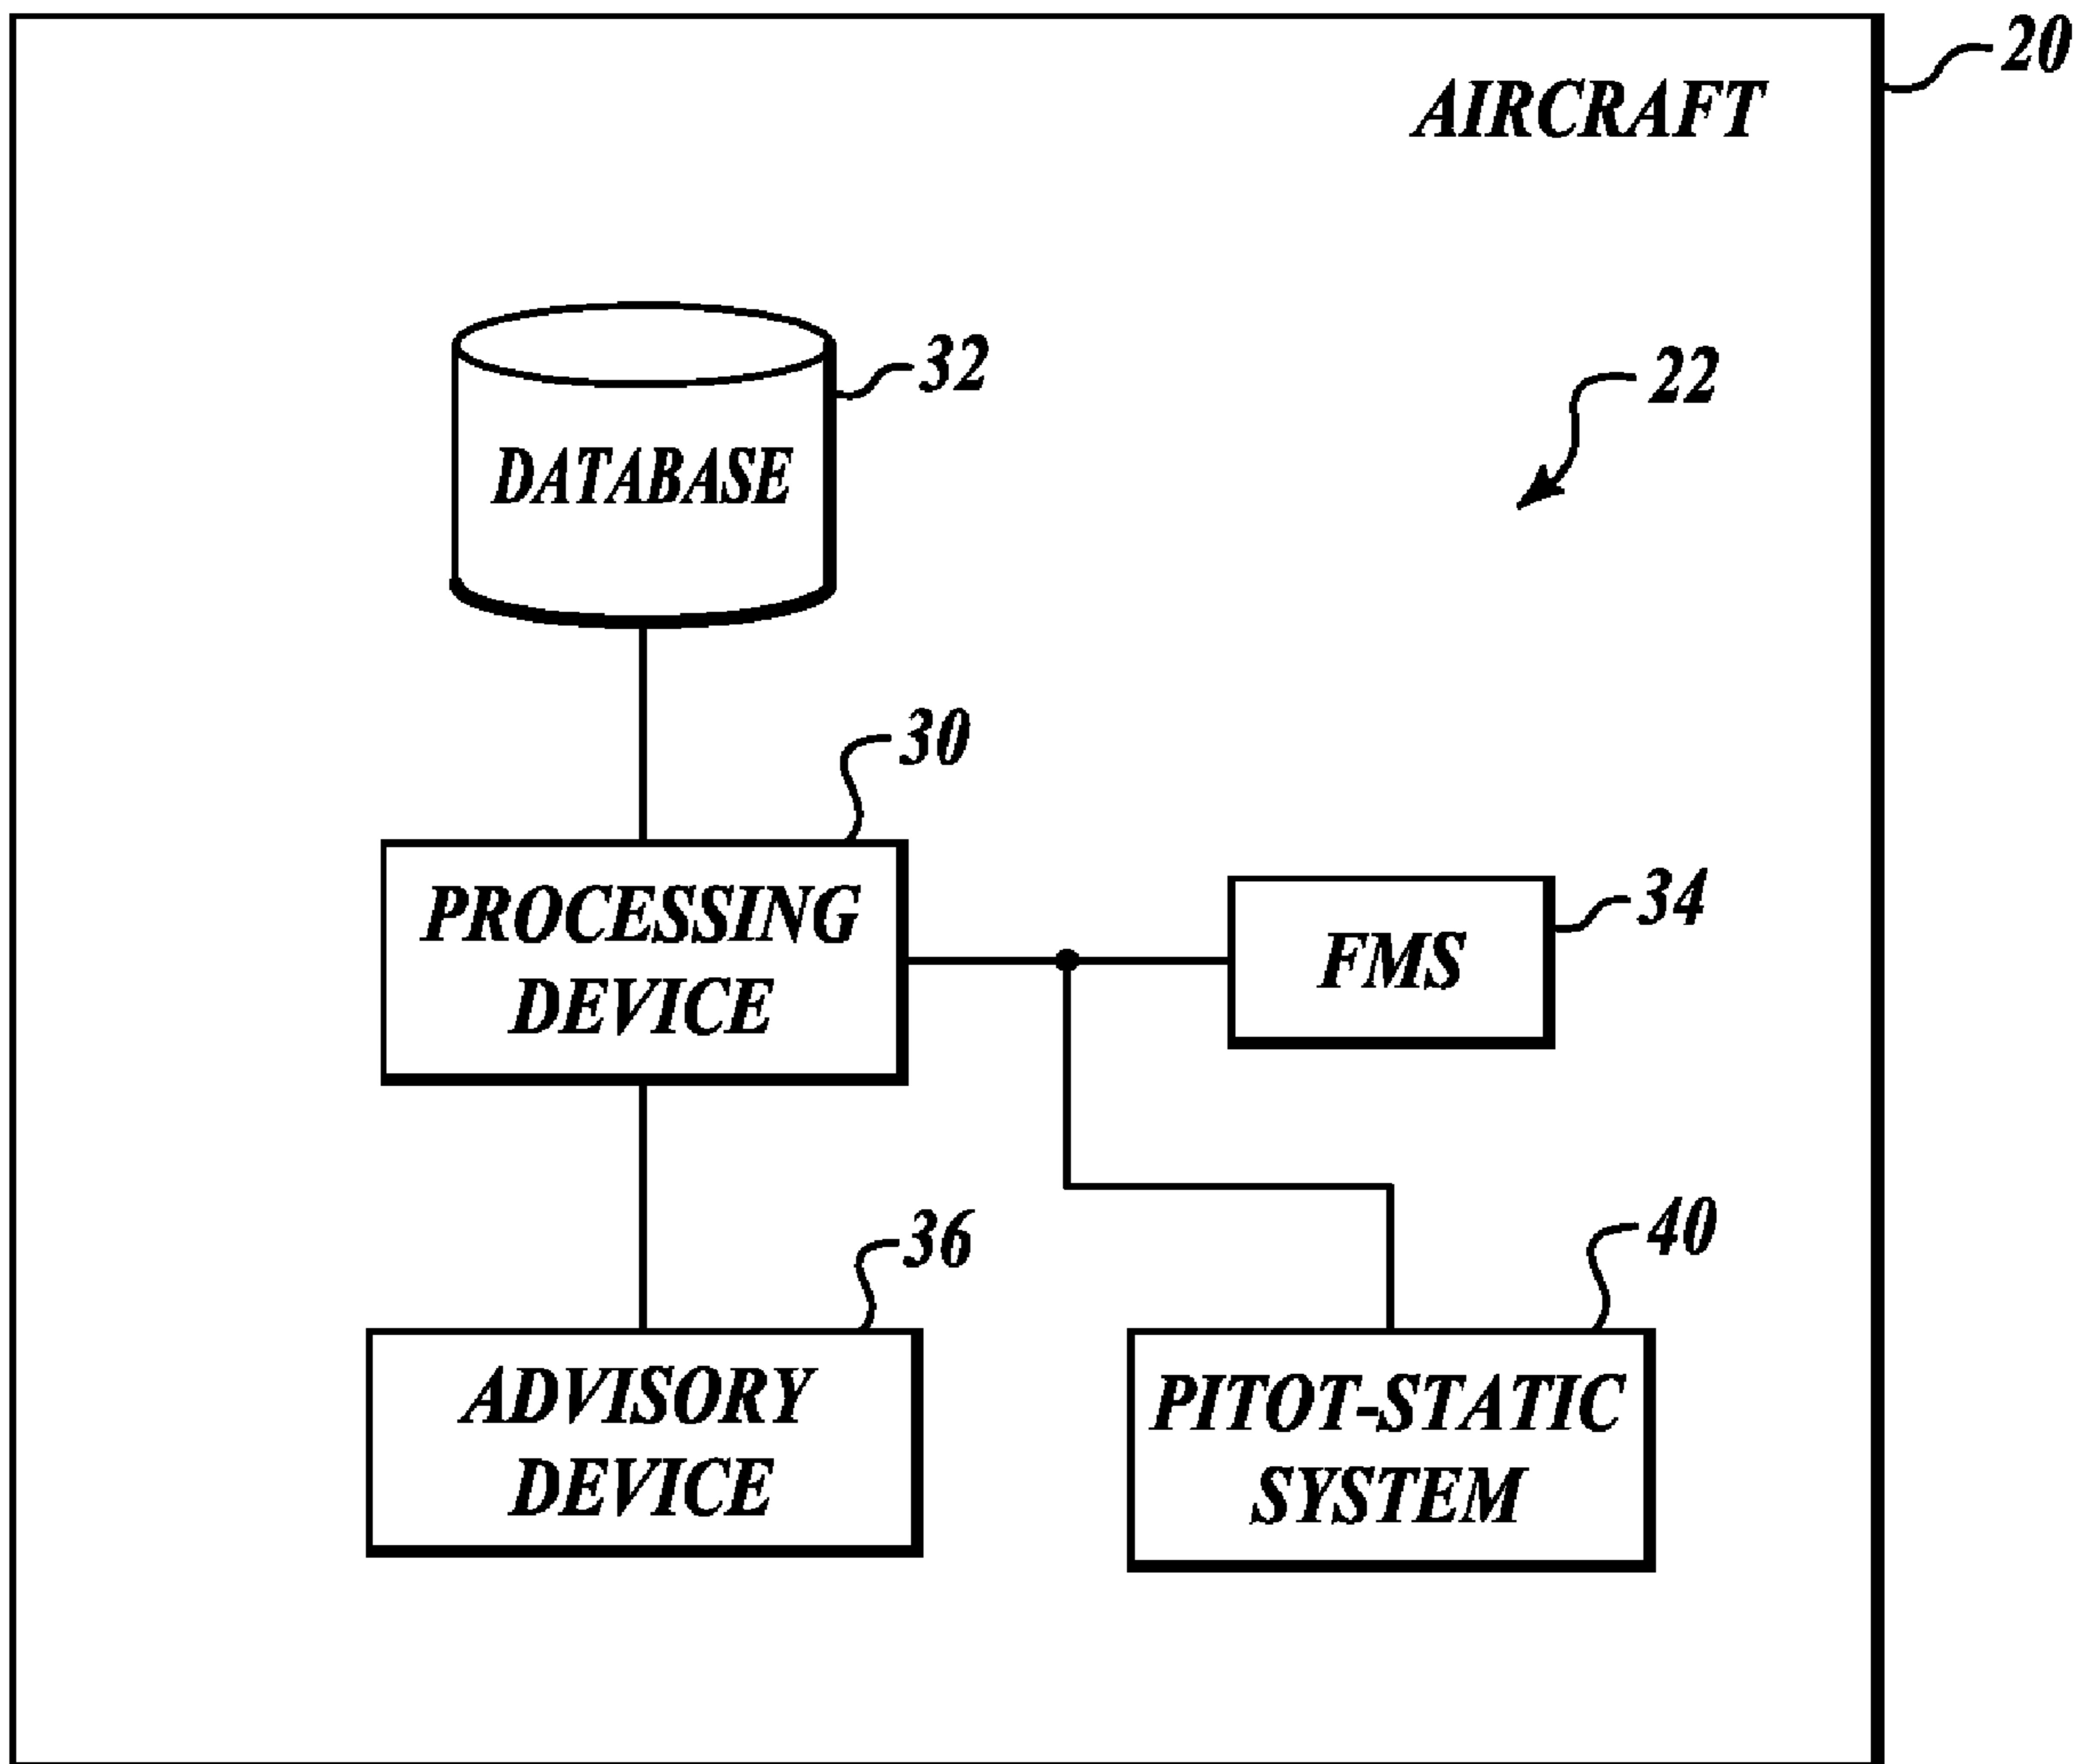 20
AIRCRAFT
32
22
DATABASE
30
PROCESSING
DEVICE
34
FMS
36
40
ADVISORY
DEVICE
PITOT-STATIC
SYSTEM